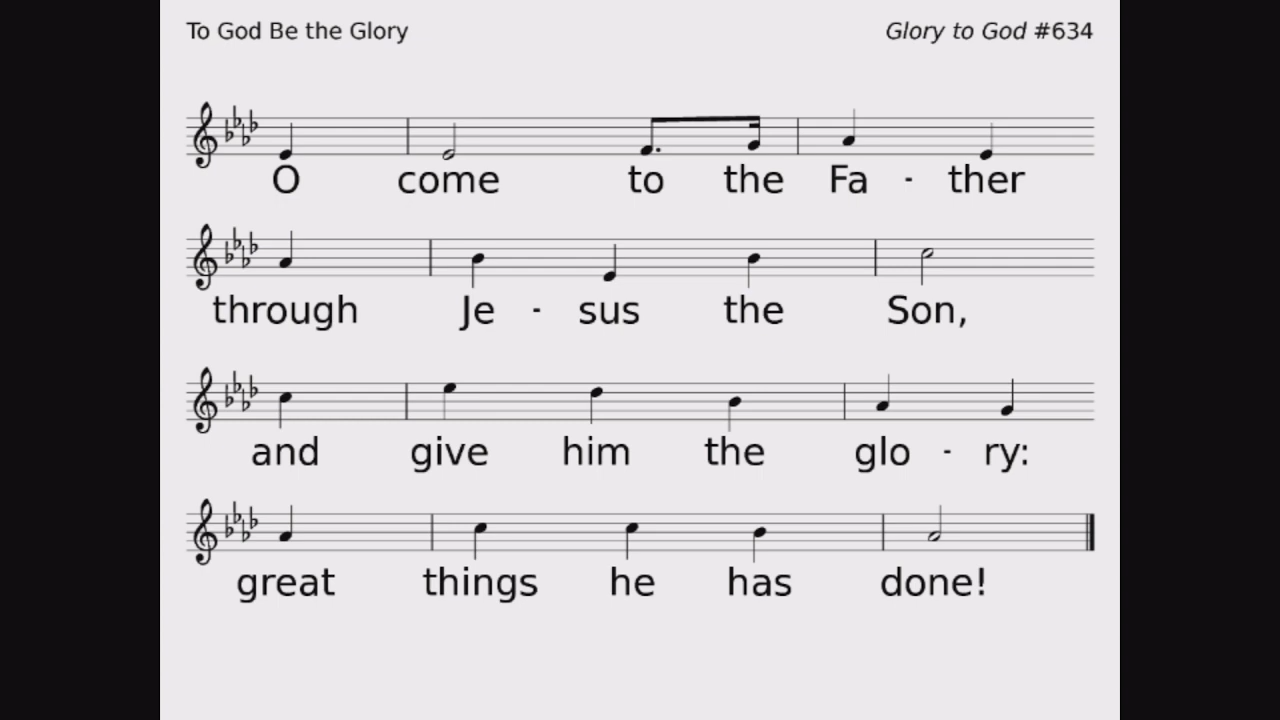 To God Be the Glory
Glory to God #634
O come to the Fa - ther
through Je - sus the Son,
and give him the glo - ry:
great things he has done!